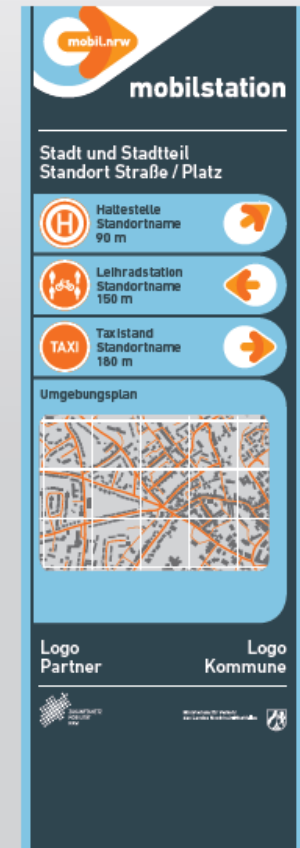 mobil.nrw
mobilstation
Stadt und Stadtteil
Standort Straße / Platz
H
Haltestelle
Standortname
90 m
Leihradstation
Standortname
150 m
TAXI
Taxistand
Standortname
180 m
Umgebungsplan
Logo
Partner
Logo
Kommune